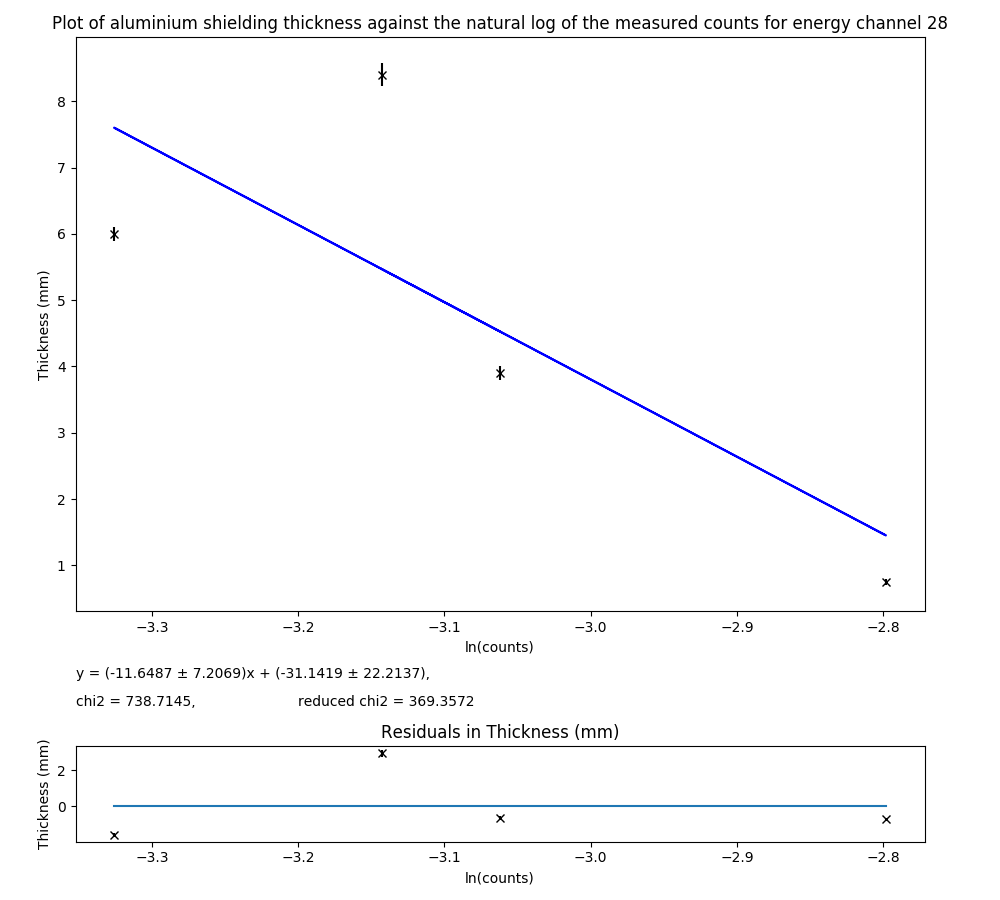 Plot of aluminium shielding thickness against the natural log of the measured counts for energy channel 28
8
7
6
5
4
3
2
1
Thickness (mm)
−3.3 −3.2 −3.1 −3.0 −2.9 −2.8
ln(counts)
y = (-11.6487 ± 7.2069)x + (-31.1419 ± 22.2137),
chi2 = 738.7145, reduced chi2 = 369.3572
Residuals in Thickness (mm)
2
0
Thickness (mm)
−3.3 −3.2 −3.1 −3.0 −2.9 −2.8
ln(counts)